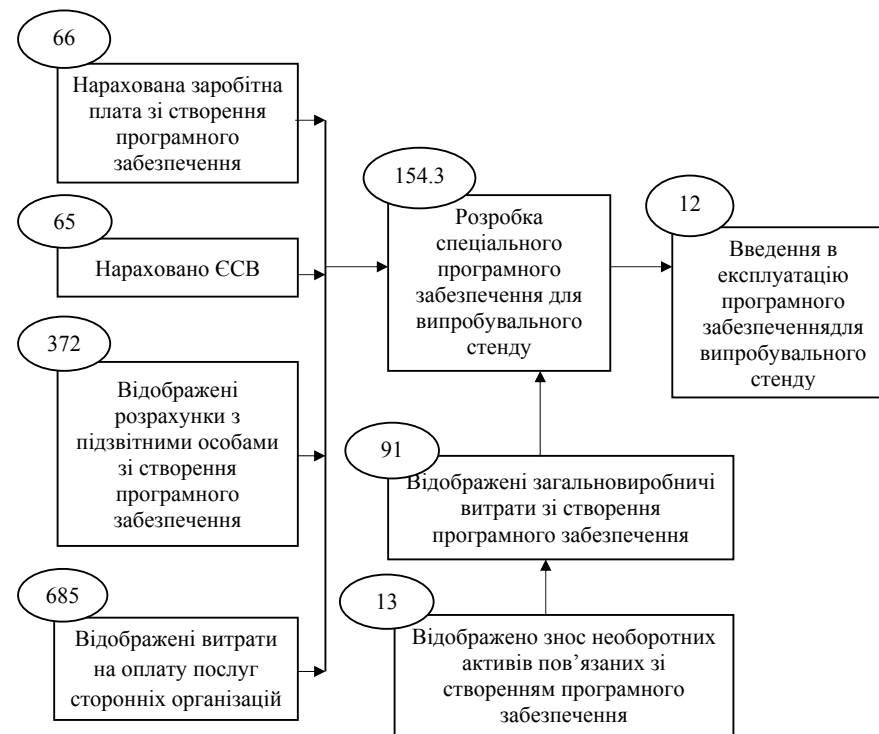 66
Нарахована заробітна
плата зі створення
програмного
забезпечення
65
Нараховано ЄСВ
372
Відображені
розрахунки з
підзвітними особами
зі створення
програмного
забезпечення
685
Відображені витрати
на оплату послуг
сторонніх організацій
154.3
Розробка
спеціального
програмного
забезпечення для
випробувального
стенду
91
Відображені загальновиробничі
витрати зі створення
програмного забезпечення
13
Відображено знос необоротних
активів пов’язаних зі
створенням програмного
забезпечення
12
Введення в
експлуатацію
програмного
забезпеченнядля
випробувального
стенду